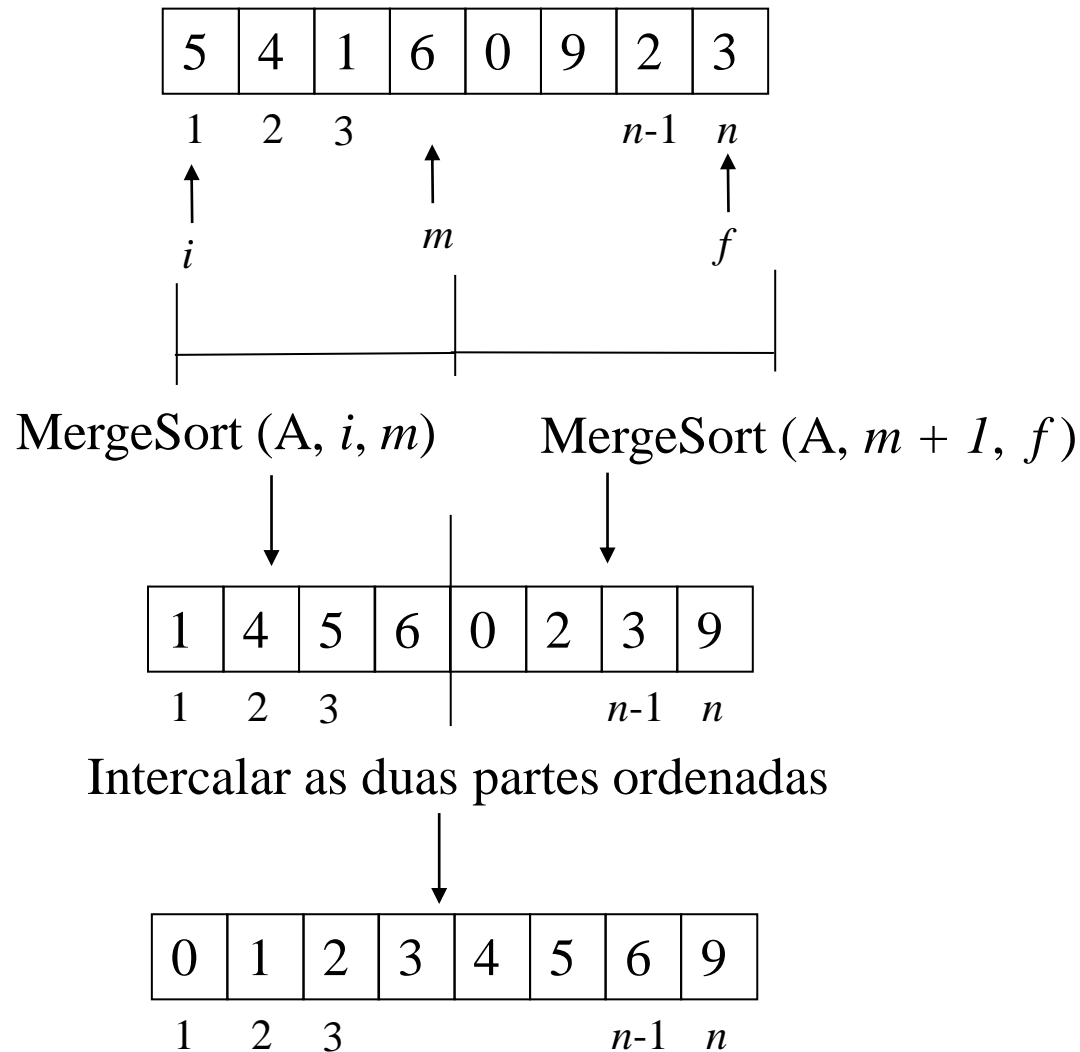 5 4 1 6 0 9 2 3
1 2 3 n-1 n
i m f
MergeSort (A, i, m) MergeSort (A, m + 1, f)
1 4 5 6 0 2 3 9
1 2 3 n-1 n
Intercalar as duas partes ordenadas
0 1 2 3 4 5 6 9
1 2 3 n-1 n